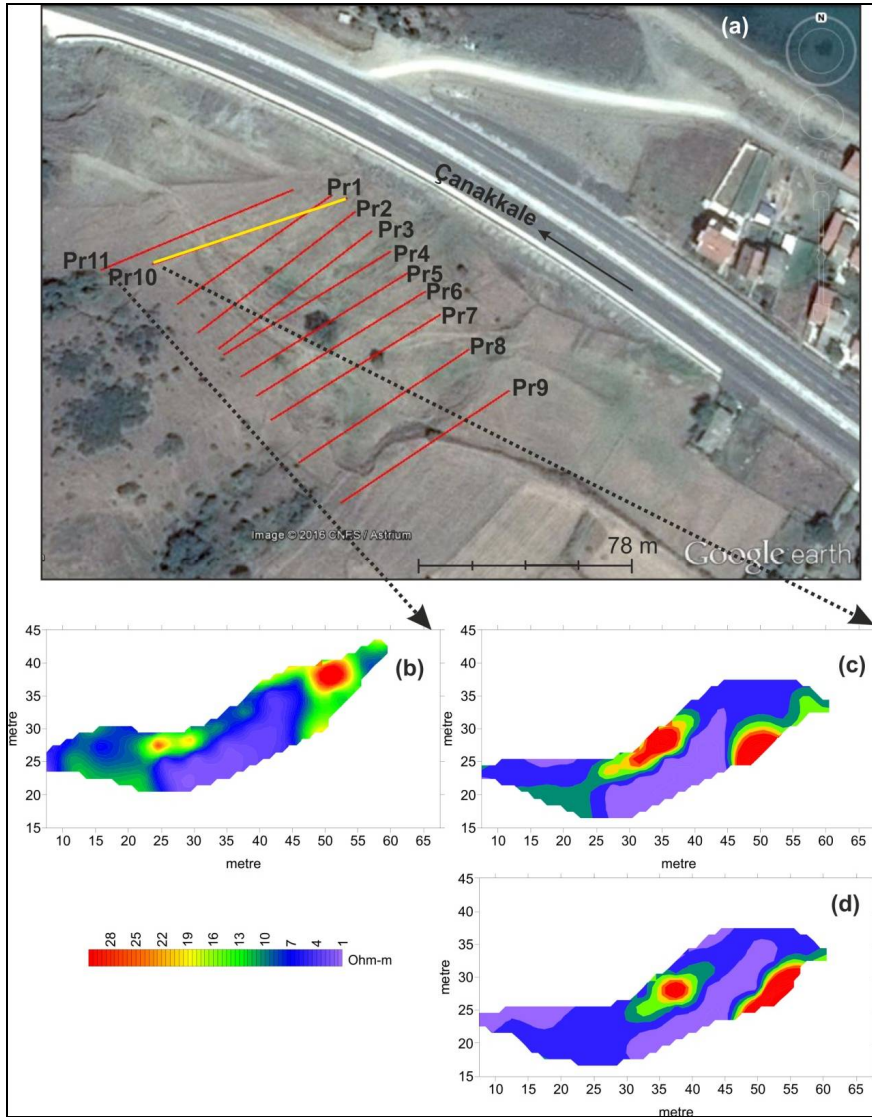 (a)
N
Çanakkale
Pr1
Pr2
Pr3
Pr4
Pr5
Pr6
Pr7
Pr8
Pr9
Pr11
Pr10
Image © 2016 CNES / Astrium
78 m
Google earth
45
40
35
30
25
20
15
metre
(b)
10 15 20 25 30 35 40 45 50 55 60 65
metre
45
40
35
30
25
20
15
metre
(c)
10 15 20 25 30 35 40 45 50 55 60 65
metre
28 25 22 19 16 13 10 7 4 1
Ohm-m
45
40
35
30
25
20
15
(d)
10 15 20 25 30 35 40 45 50 55 60 65
metre